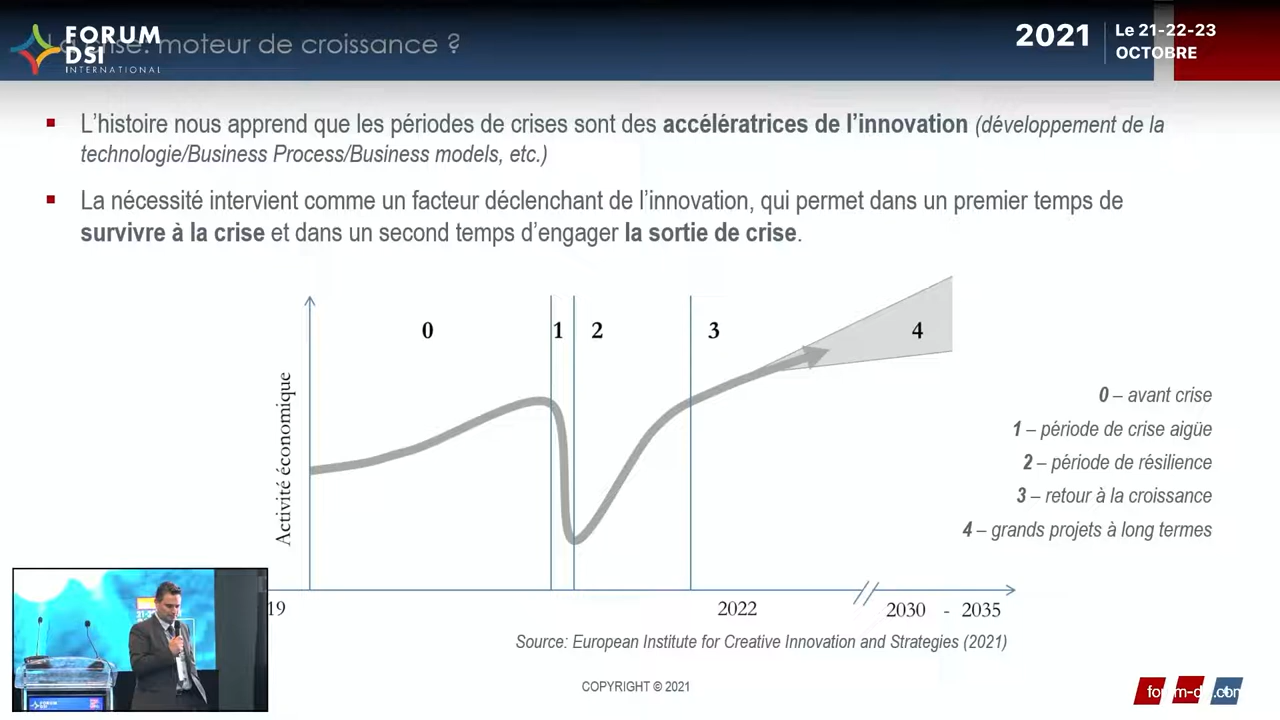 FORUM
DSI
INTERNATIONAL
crise: moteur de croissance ?
2021
Le 21-22-23
OCTOBRE
L'histoire nous apprend que les périodes de crises sont des accélératrices de l'innovation (développement de la
technologie/Business Process/Business models, etc.)
La nécessité intervient comme un facteur déclenchant de l'innovation, qui permet dans un premier temps de
survivre à la crise et dans un second temps d'engager la sortie de crise.
0 1 2 3 4
Activité économique
0 – avant crise
1 – période de crise aigüe
2 – période de résilience
3 – retour à la croissance
4 – grands projets à long termes
19 2022 2030 - 2035
Source: European Institute for Creative Innovation and Strategies (2021)
COPYRIGHT © 2021